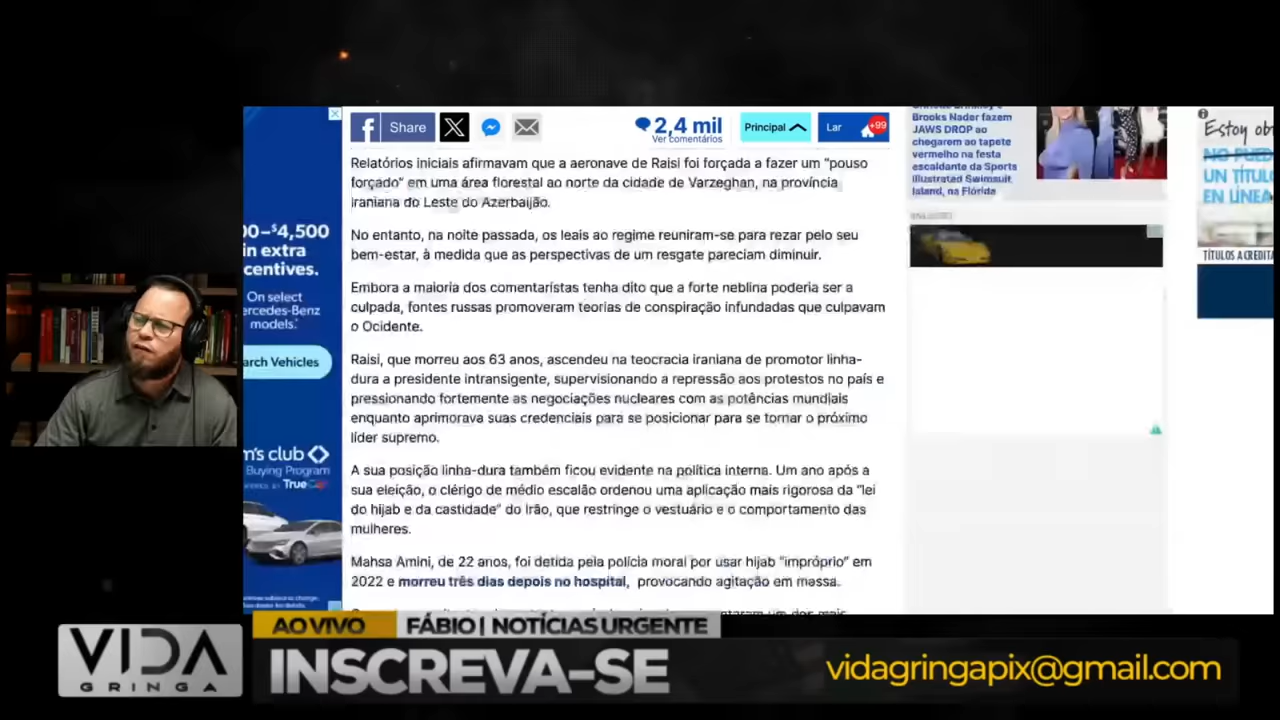 Share
2,4 mil
Ver comentários
Principal
Lar
+99
Relatórios iniciais afirmavam que a aeronave de Raisi foi forçada a fazer um “pouso
forçado” em uma área florestal ao norte da cidade de Varzeghan, na província
iraniana do Leste do Azerbaijão.
No entanto, na noite passada, os leais ao regime reuniram-se para rezar pelo seu
bem-estar, à medida que as perspectivas de um resgate pareciam diminuir.
Embora a maioria dos comentaristas tenha dito que a forte neblina poderia ser a
culpada, fontes russas promoveram teorias de conspiração infundadas que culpavam
o Ocidente.
Raisi, que morreu aos 63 anos, ascendeu na teocracia iraniana de promotor linha-
dura a presidente intransigente, supervisionando a repressão aos protestos no país e
pressionando fortemente as negociações nucleares com as potências mundiais
enquanto aprimorava suas credenciais para se posicionar para se tornar o próximo
líder supremo.
A sua posição linha-dura também ficou evidente na política interna. Um ano após a
sua eleição, o clérigo de médio escalão ordenou uma aplicação mais rigorosa da “lei
do hijab e da castidade” do Irão, que restringe o vestuário e o comportamento das
mulheres.
Mahsa Amini, de 22 anos, foi detida pela polícia moral por usar hijab “impróprio” em
2022 e morreu três dias depois no hospital, provocando agitação em massa.
Brooks Nader fazem
JAWS DROP ao
chegarem ao tapete
vermelho na festa
escaldante da Sports
Illustrated Swimsuit
Island, na Flórida
Estoy
UN TÍTUL
EN LÍNEA
TÍTULOS ACREDITA
0–$4,500
in extra
centives.
On select
ercedes-Benz
models.*
arch Vehicles
m's club
Buying Program
TrueCar
AO VIVO
FÁBIO | NOTÍCIAS URGENTE
VIDA
GRINGA
INSCREVA-SE
vidagringapix@gmail.com